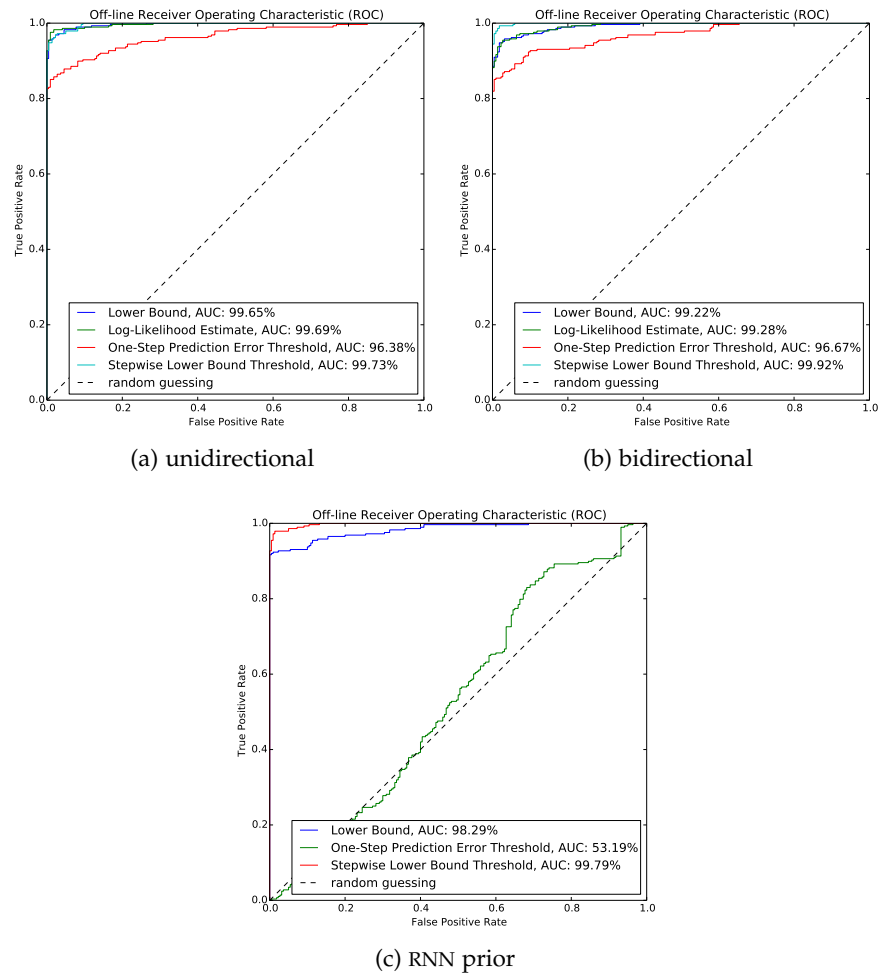 Off-line Receiver Operating Characteristic (ROC)
1.0
0.8
0.6
0.4
0.2
0.0
True Positive Rate
Lower Bound, AUC: 99.65%
Log-Likelihood Estimate, AUC: 99.69%
One-Step Prediction Error Threshold, AUC: 96.38%
Stepwise Lower Bound Threshold, AUC: 99.73%
random guessing
0.0 0.2 0.4 0.6 0.8 1.0
False Positive Rate
(a) unidirectional
Off-line Receiver Operating Characteristic (ROC)
1.0
0.8
0.6
0.4
0.2
0.0
True Positive Rate
Lower Bound, AUC: 99.22%
Log-Likelihood Estimate, AUC: 99.28%
One-Step Prediction Error Threshold, AUC: 96.67%
Stepwise Lower Bound Threshold, AUC: 99.92%
random guessing
0.0 0.2 0.4 0.6 0.8 1.0
False Positive Rate
(b) bidirectional
Off-line Receiver Operating Characteristic (ROC)
1.0
0.8
0.6
0.4
0.2
0.0
True Positive Rate
Lower Bound, AUC: 98.29%
One-Step Prediction Error Threshold, AUC: 53.19%
Stepwise Lower Bound Threshold, AUC: 99.79%
random guessing
0.0 0.2 0.4 0.6 0.8 1.0
False Positive Rate
(c) RNN prior